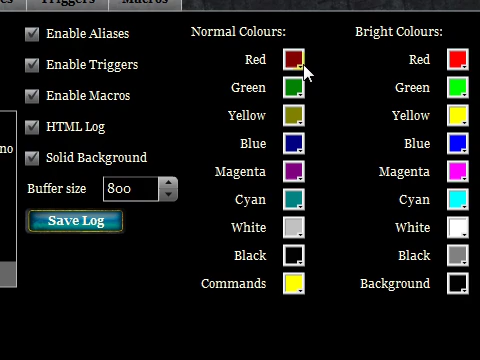 Triggers Macros
Normal Colours: Bright Colours:
Enable Aliases
Enable Triggers
Enable Macros
HTML Log
Solid Background
Buffer size 800
Save Log
no
Red
Green
Yellow
Blue
Magenta
Cyan
White
Black
Commands
Red
Green
Yellow
Blue
Magenta
Cyan
White
Black
Background